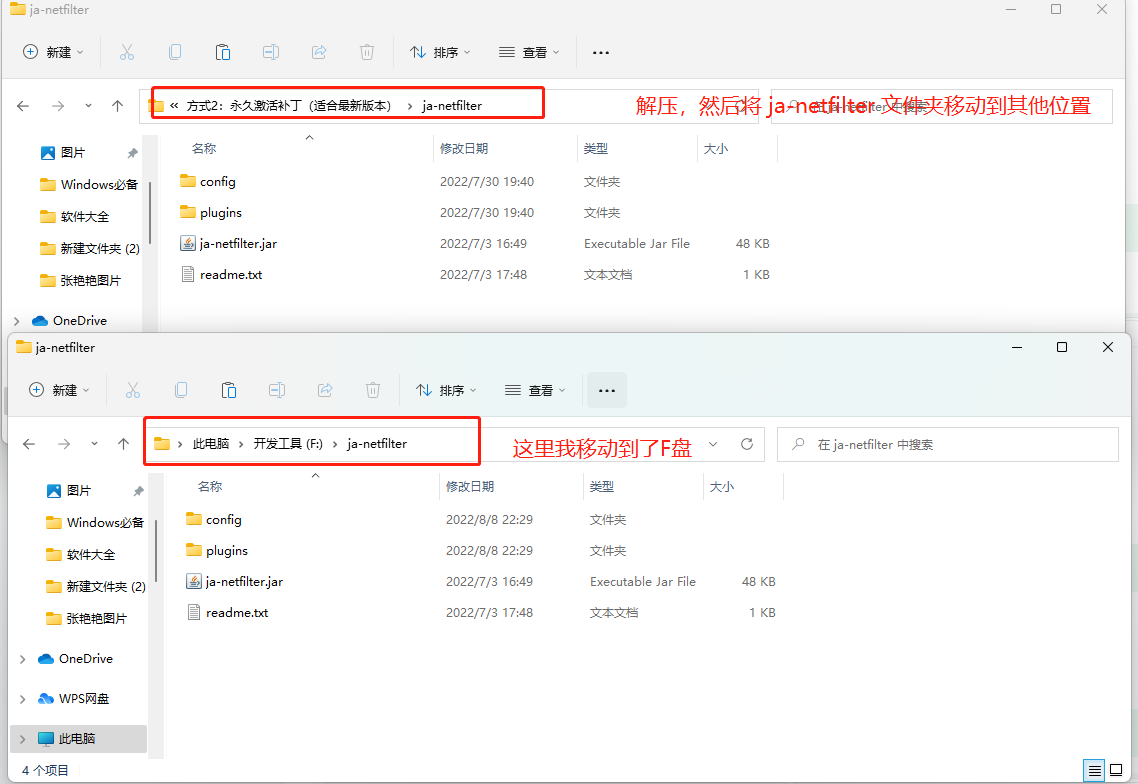 ja-netfilter
新建
排序
查看
« 方式2：永久激活补丁（适合最新版本） › ja-netfilter
解压，然后将 ja-netfilter 文件夹移动到其他位置
名称 修改日期 类型 大小
图片
Windows必备
软件大全
新建文件夹 (2)
张艳艳图片
OneDrive
config 2022/7/30 19:40 文件夹
plugins 2022/7/30 19:40 文件夹
ja-netfilter.jar 2022/7/3 16:49 Executable Jar File 48 KB
readme.txt 2022/7/3 17:48 文本文档 1 KB
ja-netfilter
新建
排序
查看
此电脑 › 开发工具 (F:) › ja-netfilter
这里我移动到了F盘
在 ja-netfilter 中搜索
名称 修改日期 类型 大小
图片
Windows必备
软件大全
新建文件夹 (2)
张艳艳图片
OneDrive
WPS网盘
此电脑
config 2022/8/8 22:29 文件夹
plugins 2022/8/8 22:29 文件夹
ja-netfilter.jar 2022/7/3 16:49 Executable Jar File 48 KB
readme.txt 2022/7/3 17:48 文本文档 1 KB
4 个项目